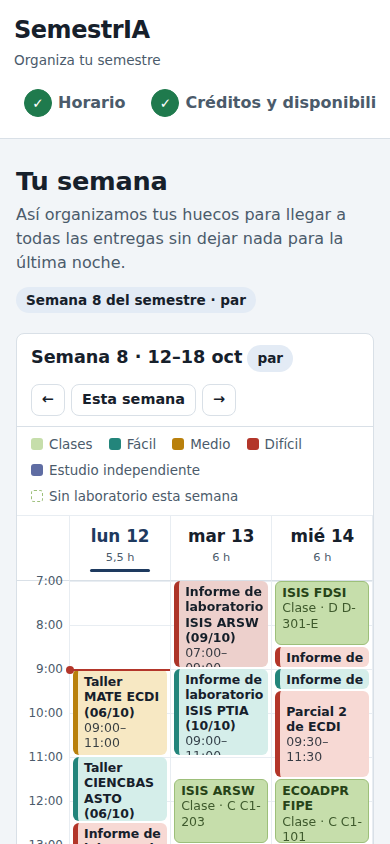 SemestrIA
Organiza tu semestre
✓ Horario ✓ Créditos y disponibili
Tu semana
Así organizamos tus huecos para llegar a
todas las entregas sin dejar nada para la
última noche.
Semana 8 del semestre · par
Semana 8 · 12–18 oct par
← Esta semana →
Clases Fácil Medio Difícil
Estudio independiente
Sin laboratorio esta semana
lun 12 mar 13 mié 14
5,5 h 6 h 6 h
7:00
8:00
9:00
10:00
11:00
12:00
13:00
Taller
MATE ECDI
(06/10)
09:00–
11:00
Taller
CIENCBAS
ASTO
(06/10)
Informe de
Informe de
laboratorio
ISIS ARSW
(09/10)
07:00–
09:00
Informe de
laboratorio
ISIS PTIA
(10/10)
09:00–
11:00
ISIS ARSW
Clase · C C1-
203
ISIS FDSI
Clase · D D-
301-E
Informe de
Informe de
Parcial 2
de ECDI
09:30–
11:30
ECOADPR
FIPE
Clase · C C1-
101